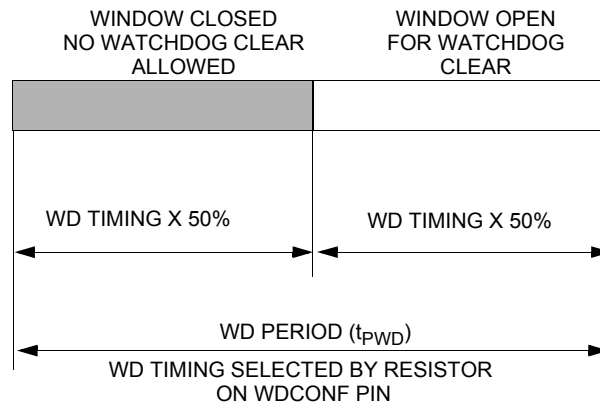 WINDOW CLOSED
NO WATCHDOG CLEAR
ALLOWED
WINDOW OPEN
FOR WATCHDOG
CLEAR
WD TIMING X 50%
WD TIMING X 50%
WD PERIOD (tPWD)
WD TIMING SELECTED BY RESISTOR
ON WDCONF PIN